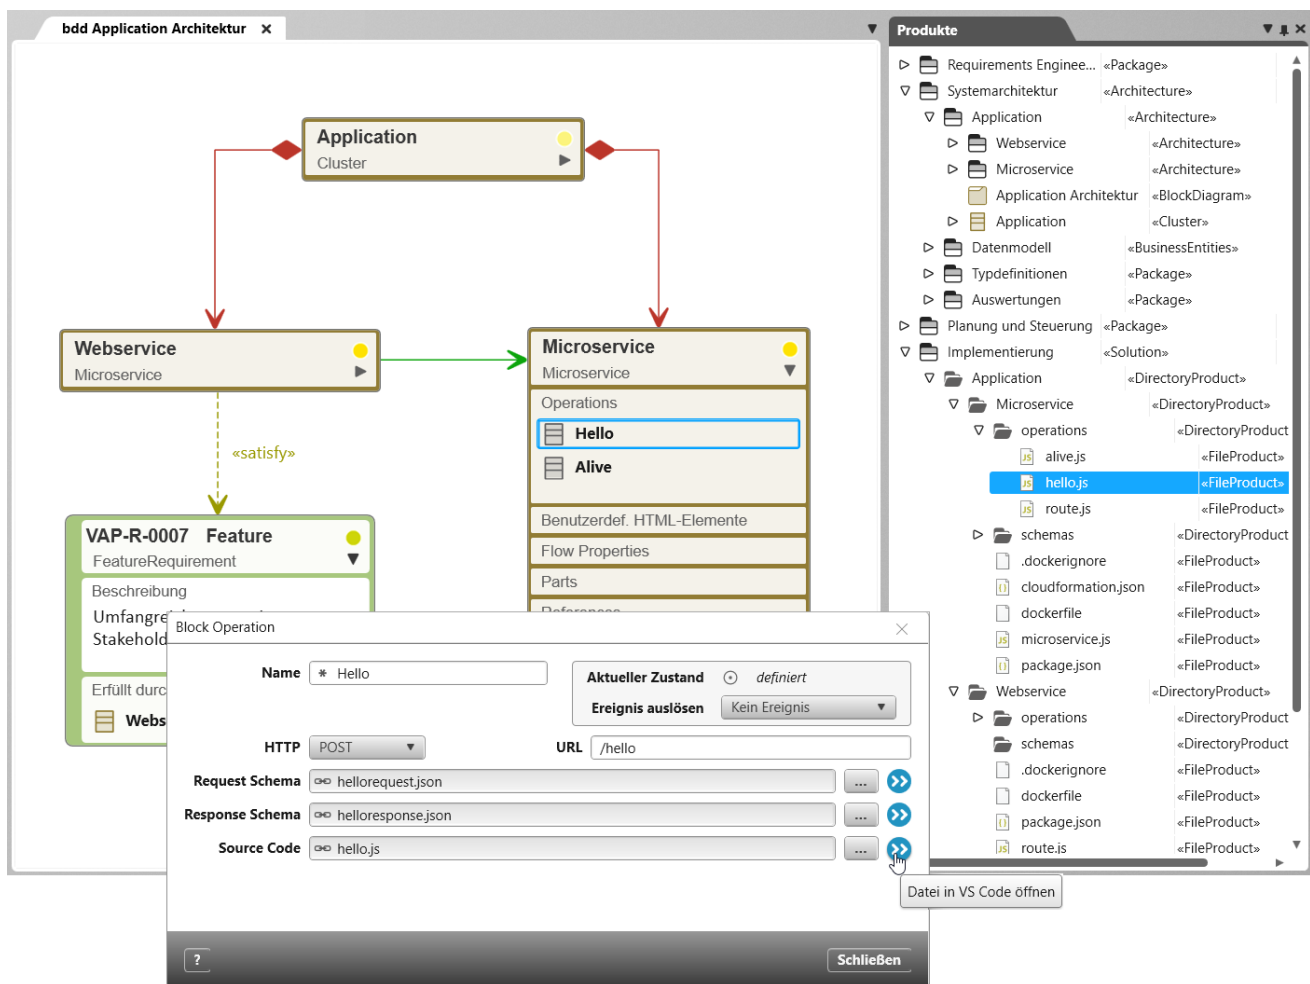 bdd Application Architektur
Application
Cluster
Webservice
Microservice
Microservice
Microservice
Operations
Hello
Alive
Benutzerdef. HTML-Elemente
Flow Properties
Parts
References
«satisfy»
VAP-R-0007 Feature
FeatureRequirement
Beschreibung
Umfangre
Stakehold
Erfüllt durc
Webs
Produkte
Requirements Enginee... «Package»
Systemarchitektur «Architecture»
Application «Architecture»
Webservice «Architecture»
Microservice «Architecture»
Application Architektur «BlockDiagram»
Application «Cluster»
Datenmodell «BusinessEntities»
Typdefinitionen «Package»
Auswertungen «Package»
Planung und Steuerung «Package»
Implementierung «Solution»
Application «DirectoryProduct»
Microservice «DirectoryProduct»
operations «DirectoryProduct
JS alive.js «FileProduct»
JS hello.js «FileProduct»
JS route.js «FileProduct»
schemas «DirectoryProduct
.dockerignore «FileProduct»
{} cloudformation.json «FileProduct»
dockerfile «FileProduct»
JS microservice.js «FileProduct»
{} package.json «FileProduct»
Webservice «DirectoryProduct»
operations «DirectoryProduct
schemas «DirectoryProduct
.dockerignore «FileProduct»
dockerfile «FileProduct»
{} package.json «FileProduct»
JS route.js «FileProduct»
Block Operation
Name * Hello
Aktueller Zustand definiert
Ereignis auslösen Kein Ereignis
HTTP POST URL /hello
Request Schema hellorequest.json ...
Response Schema helloresponse.json ...
Source Code hello.js ...
Datei in VS Code öffnen
? Schließen